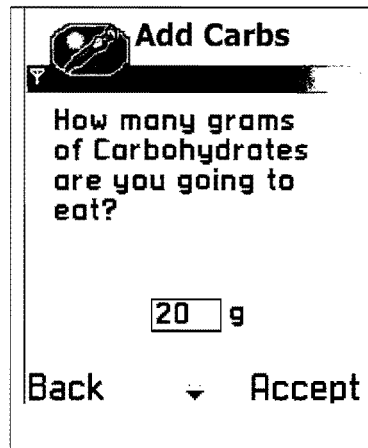 Add Carbs
How many grams
of Carbohydrates
are you going to
eat?
20 g
Back Accept